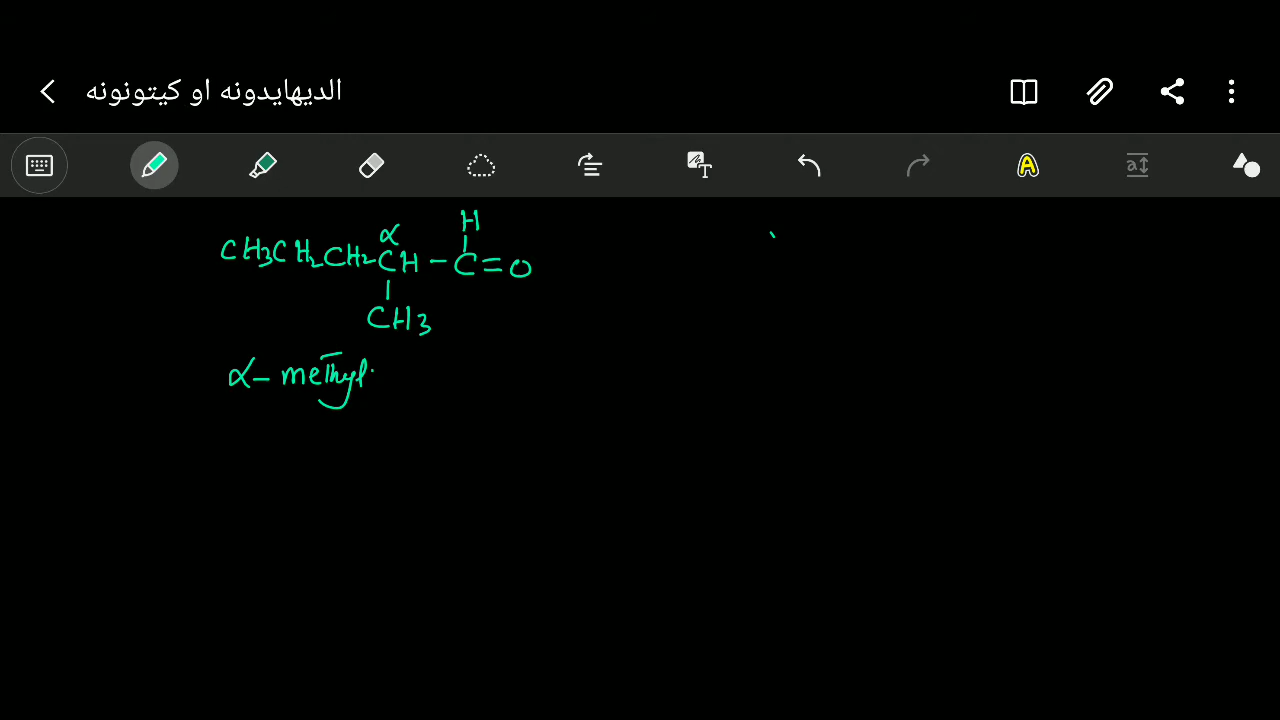 الديهايدونه او كيتونونه
H
α
CH3CH2CH2CH-C=O
CH3
α- methyl